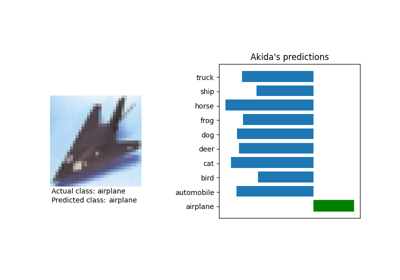 Akida's predictions
truck
ship
horse
frog
dog
deer
cat
bird
automobile
airplane
Actual class: airplane
Predicted class: airplane